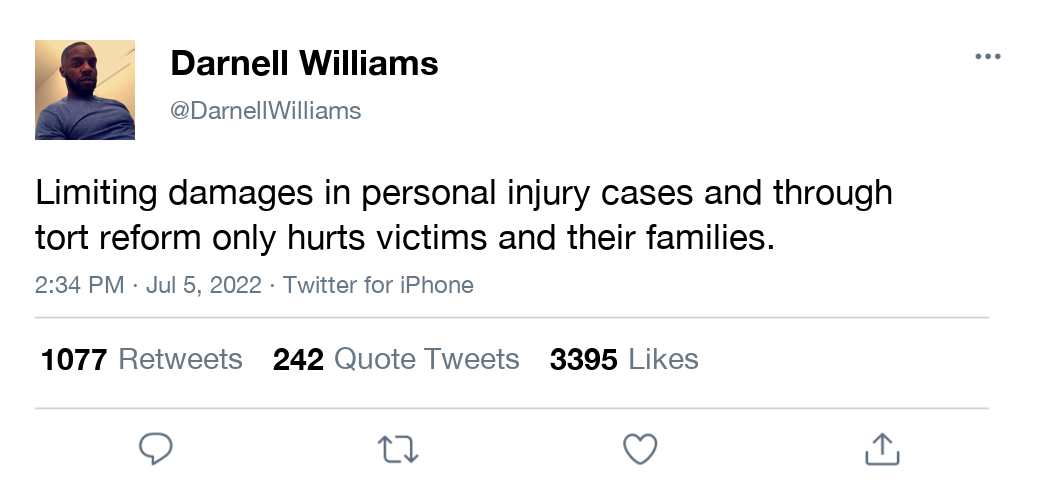 Darnell Williams
@DarnellWilliams
Limiting damages in personal injury cases and through
tort reform only hurts victims and their families.
2:34 PM · Jul 5, 2022 · Twitter for iPhone
1077 Retweets 242 Quote Tweets 3395 Likes